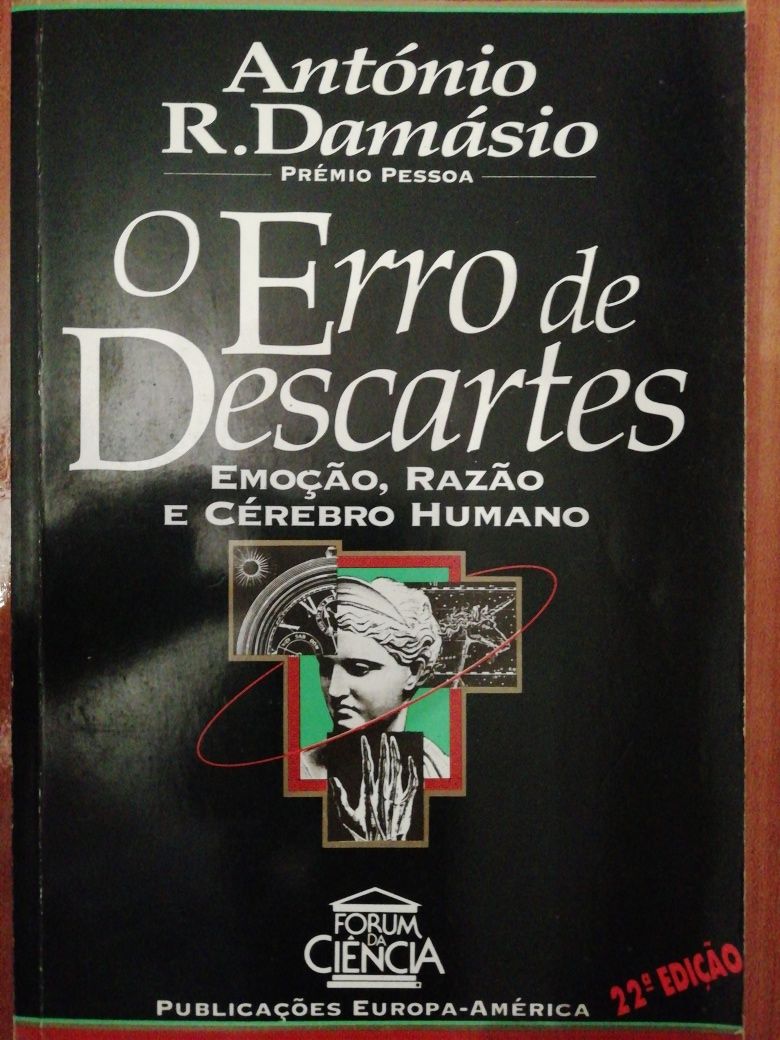 António
R. Damásio
PRÉMIO PESSOA
O Erro de
Descartes
EMOÇÃO, RAZÃO
E CÉREBRO HUMANO
FORUM
DA
CIÊNCIA
PUBLICAÇÕES EUROPA-AMÉRICA
22ª EDIÇÃO